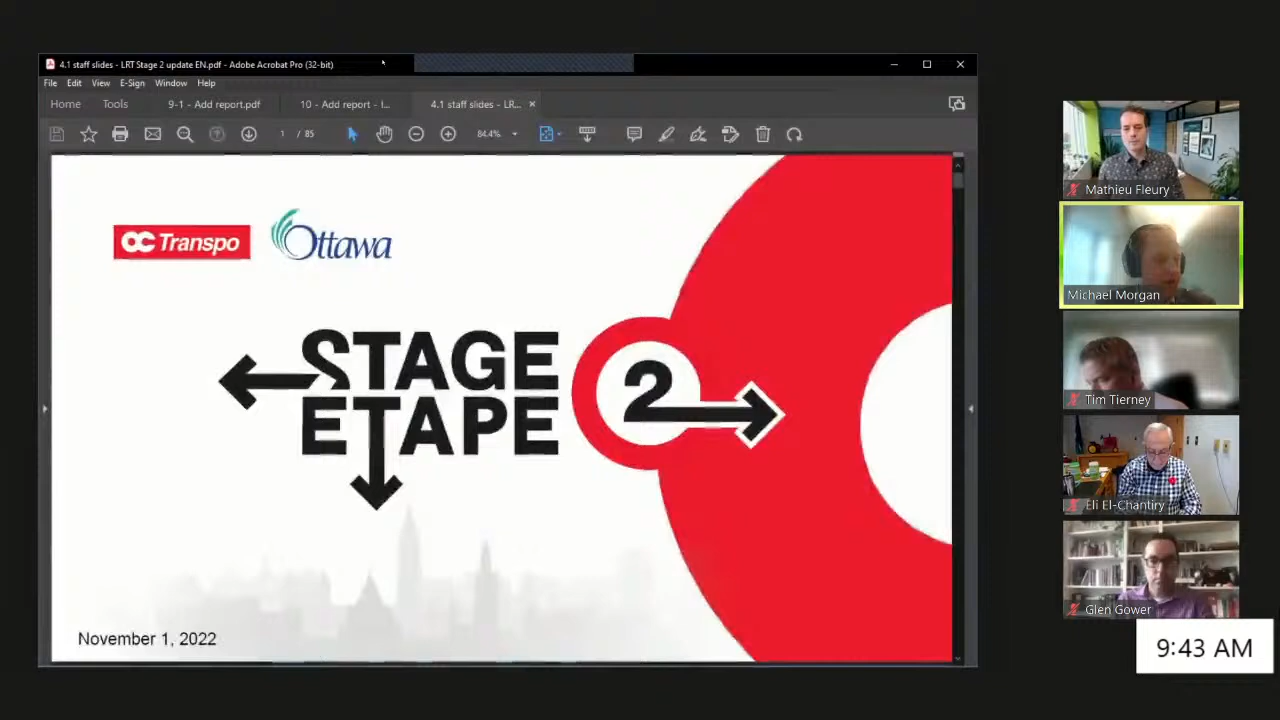 4.1 staff slides - LRT Stage 2 update EN.pdf - Adobe Acrobat Pro (32-bit)
File Edit View E-Sign Window Help
Home Tools 9-1 - Add report.pdf 10 - Add report - I... 4.1 staff slides - LR...
1 / 85 84.4%
OC Transpo Ottawa
STAGE
ETAPE
2
November 1, 2022
Mathieu Fleury
Michael Morgan
Tim Tierney
Eli El-Chantiry
Glen Gower
9:43 AM